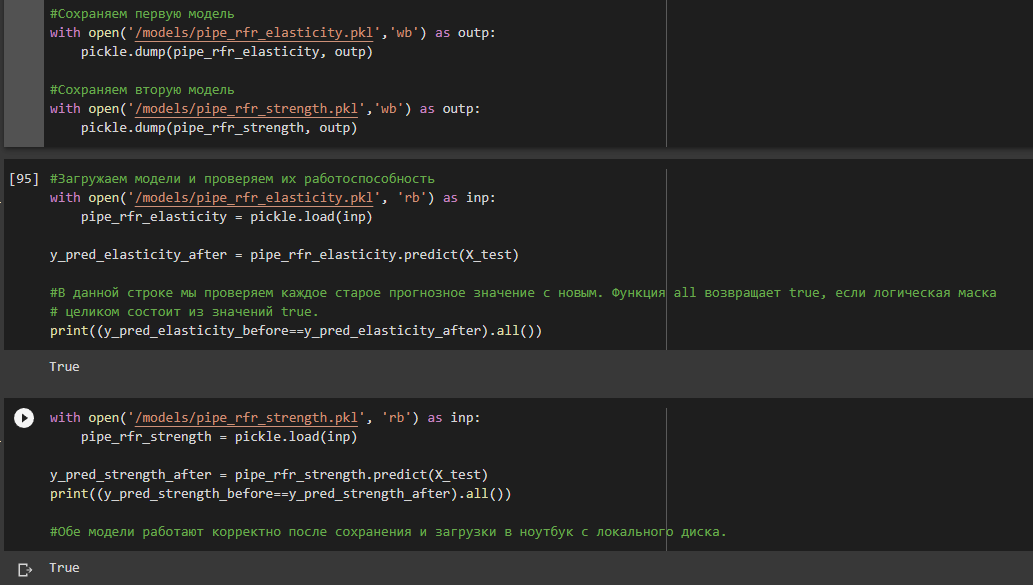 #Сохраняем первую модель
with open('/models/pipe_rfr_elasticity.pkl','wb') as outp:
    pickle.dump(pipe_rfr_elasticity, outp)
#Сохраняем вторую модель
with open('/models/pipe_rfr_strength.pkl','wb') as outp:
    pickle.dump(pipe_rfr_strength, outp)
[95] #Загружаем модели и проверяем их работоспособность
with open('/models/pipe_rfr_elasticity.pkl', 'rb') as inp:
    pipe_rfr_elasticity = pickle.load(inp)
y_pred_elasticity_after = pipe_rfr_elasticity.predict(X_test)
#В данной строке мы проверяем каждое старое прогнозное значение с новым. Функция all возвращает true, если логическая маска
# целиком состоит из значений true.
print((y_pred_elasticity_before==y_pred_elasticity_after).all())
True
with open('/models/pipe_rfr_strength.pkl', 'rb') as inp:
    pipe_rfr_strength = pickle.load(inp)
y_pred_strength_after = pipe_rfr_strength.predict(X_test)
print((y_pred_strength_before==y_pred_strength_after).all())
#Обе модели работают корректно после сохранения и загрузки в ноутбук с локального диска.
True